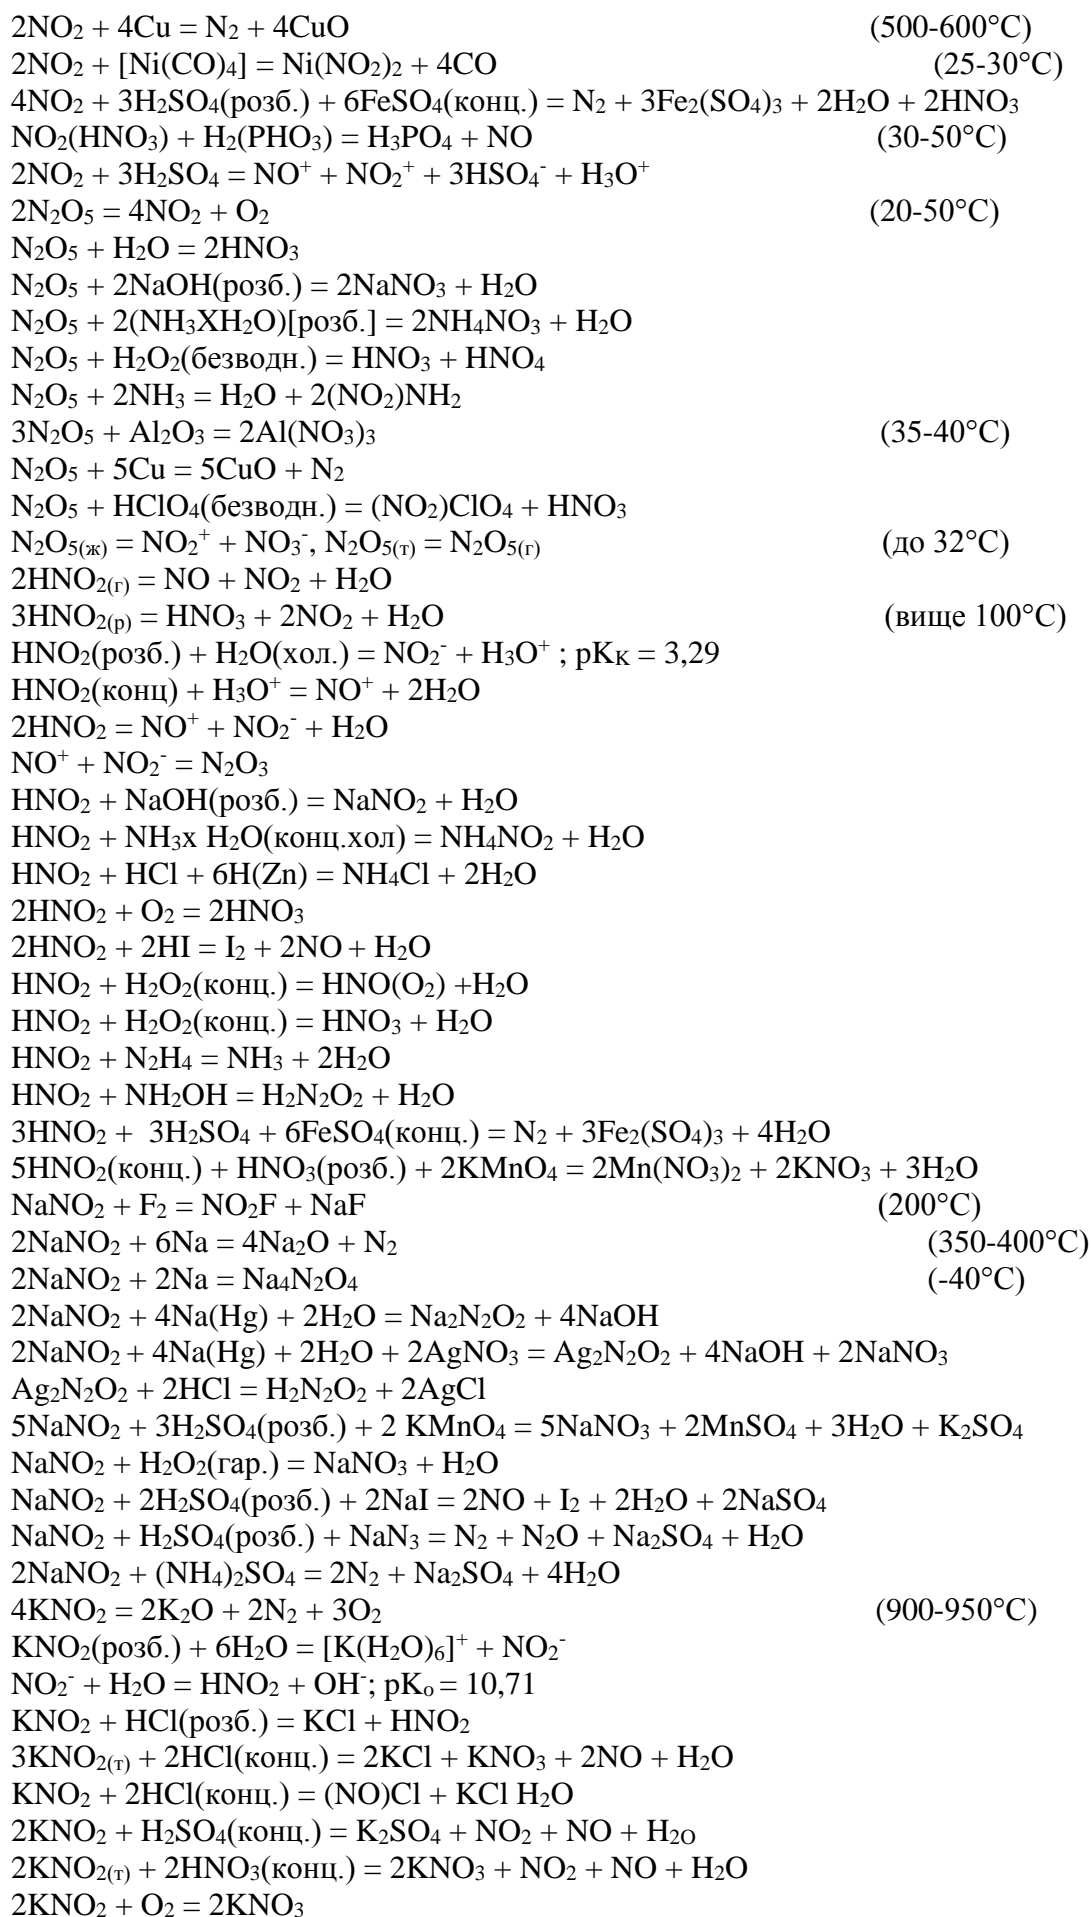 2NO₂ + 4Cu = N₂ + 4CuO (500-600°C)
2NO₂ + [Ni(CO)₄] = Ni(NO₂)₂ + 4CO (25-30°C)
4NO₂ + 3H₂SO₄(розб.) + 6FeSO₄(конц.) = N₂ + 3Fe₂(SO₄)₃ + 2H₂O + 2HNO₃
NO₂(HNO₃) + H₂(PHO₃) = H₃PO₄ + NO (30-50°C)
2NO₂ + 3H₂SO₄ = NO⁺ + NO₂⁺ + 3HSO₄⁻ + H₃O⁺
2N₂O₅ = 4NO₂ + O₂ (20-50°C)
N₂O₅ + H₂O = 2HNO₃
N₂O₅ + 2NaOH(розб.) = 2NaNO₃ + H₂O
N₂O₅ + 2(NH₃XH₂O)[розб.] = 2NH₄NO₃ + H₂O
N₂O₅ + H₂O₂(безводн.) = HNO₃ + HNO₄
N₂O₅ + 2NH₃ = H₂O + 2(NO₂)NH₂
3N₂O₅ + Al₂O₃ = 2Al(NO₃)₃ (35-40°C)
N₂O₅ + 5Cu = 5CuO + N₂
N₂O₅ + HClO₄(безводн.) = (NO₂)ClO₄ + HNO₃
N₂O₅₍ж₎ = NO₂⁺ + NO₃⁻, N₂O₅₍т₎ = N₂O₅₍г₎ (до 32°C)
2HNO₂₍г₎ = NO + NO₂ + H₂O
3HNO₂₍р₎ = HNO₃ + 2NO₂ + H₂O (вище 100°C)
HNO₂(розб.) + H₂O(хол.) = NO₂⁻ + H₃O⁺ ; pKК = 3,29
HNO₂(конц) + H₃O⁺ = NO⁺ + 2H₂O
2HNO₂ = NO⁺ + NO₂⁻ + H₂O
NO⁺ + NO₂⁻ = N₂O₃
HNO₂ + NaOH(розб.) = NaNO₂ + H₂O
HNO₂ + NH₃x H₂O(конц.хол) = NH₄NO₂ + H₂O
HNO₂ + HCl + 6H(Zn) = NH₄Cl + 2H₂O
2HNO₂ + O₂ = 2HNO₃
2HNO₂ + 2HI = I₂ + 2NO + H₂O
HNO₂ + H₂O₂(конц.) = HNO(O₂) +H₂O
HNO₂ + H₂O₂(конц.) = HNO₃ + H₂O
HNO₂ + N₂H₄ = NH₃ + 2H₂O
HNO₂ + NH₂OH = H₂N₂O₂ + H₂O
3HNO₂ + 3H₂SO₄ + 6FeSO₄(конц.) = N₂ + 3Fe₂(SO₄)₃ + 4H₂O
5HNO₂(конц.) + HNO₃(розб.) + 2KMnO₄ = 2Mn(NO₃)₂ + 2KNO₃ + 3H₂O
NaNO₂ + F₂ = NO₂F + NaF (200°C)
2NaNO₂ + 6Na = 4Na₂O + N₂ (350-400°C)
2NaNO₂ + 2Na = Na₄N₂O₄ (-40°C)
2NaNO₂ + 4Na(Hg) + 2H₂O = Na₂N₂O₂ + 4NaOH
2NaNO₂ + 4Na(Hg) + 2H₂O + 2AgNO₃ = Ag₂N₂O₂ + 4NaOH + 2NaNO₃
Ag₂N₂O₂ + 2HCl = H₂N₂O₂ + 2AgCl
5NaNO₂ + 3H₂SO₄(розб.) + 2 KMnO₄ = 5NaNO₃ + 2MnSO₄ + 3H₂O + K₂SO₄
NaNO₂ + H₂O₂(гар.) = NaNO₃ + H₂O
NaNO₂ + 2H₂SO₄(розб.) + 2NaI = 2NO + I₂ + 2H₂O + 2NaSO₄
NaNO₂ + H₂SO₄(розб.) + NaN₃ = N₂ + N₂O + Na₂SO₄ + H₂O
2NaNO₂ + (NH₄)₂SO₄ = 2N₂ + Na₂SO₄ + 4H₂O
4KNO₂ = 2K₂O + 2N₂ + 3O₂ (900-950°C)
KNO₂(розб.) + 6H₂O = [K(H₂O)₆]⁺ + NO₂⁻
NO₂⁻ + H₂O = HNO₂ + OH⁻; pKₒ = 10,71
KNO₂ + HCl(розб.) = KCl + HNO₂
3KNO₂₍т₎ + 2HCl(конц.) = 2KCl + KNO₃ + 2NO + H₂O
KNO₂ + 2HCl(конц.) = (NO)Cl + KCl H₂O
2KNO₂ + H₂SO₄(конц.) = K₂SO₄ + NO₂ + NO + H₂O
2KNO₂₍т₎ + 2HNO₃(конц.) = 2KNO₃ + NO₂ + NO + H₂O
2KNO₂ + O₂ = 2KNO₃